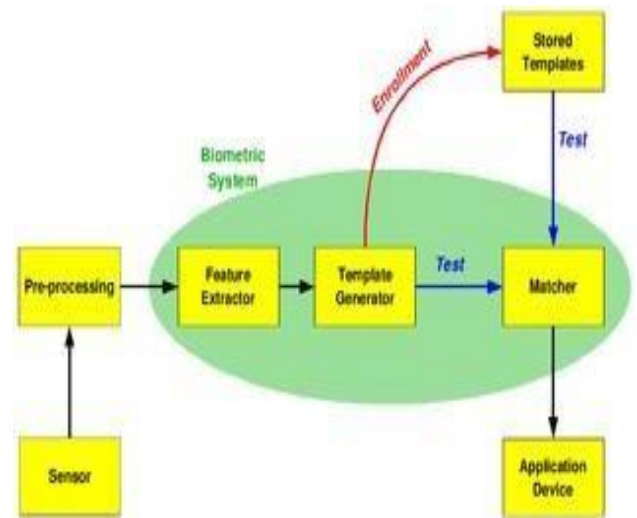 Stored
Templates
Enrollment
Test
Biometric
System
Pre-processing
Feature
Extractor
Template
Generator
Test
Matcher
Sensor
Application
Device